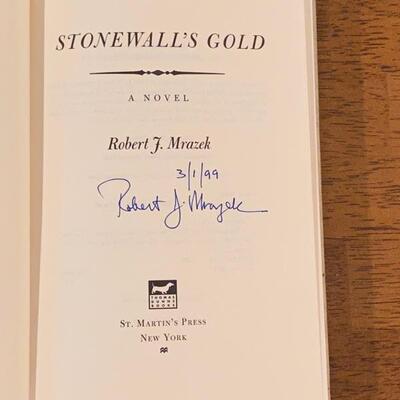 STONEWALL'S GOLD
A NOVEL
Robert J. Mrazek
3/1/99
Robert J. Mrazek
THOMAS
DUNNE
BOOKS
ST. MARTIN'S PRESS
NEW YORK